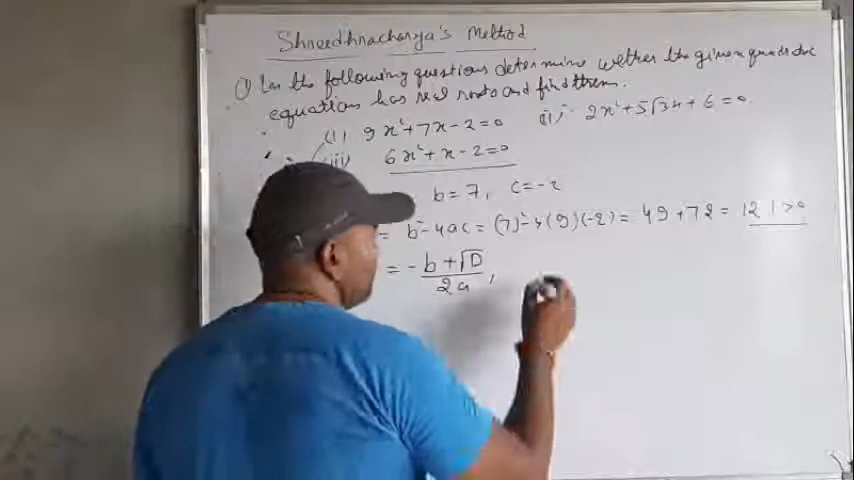 Shreedhracharya's Method
Q In the following questions determine wether the given quadratic
equation has real roots and find them.
(i) 9x²+7x-2=0 (ii) 2x²+5√3x+6=0
(iii) 6x²+x-2=0
b=7, c=-2
= b²-4ac = (7)²-4(9)(-2) = 49+72 = 121>0
= -b+√D
2a,